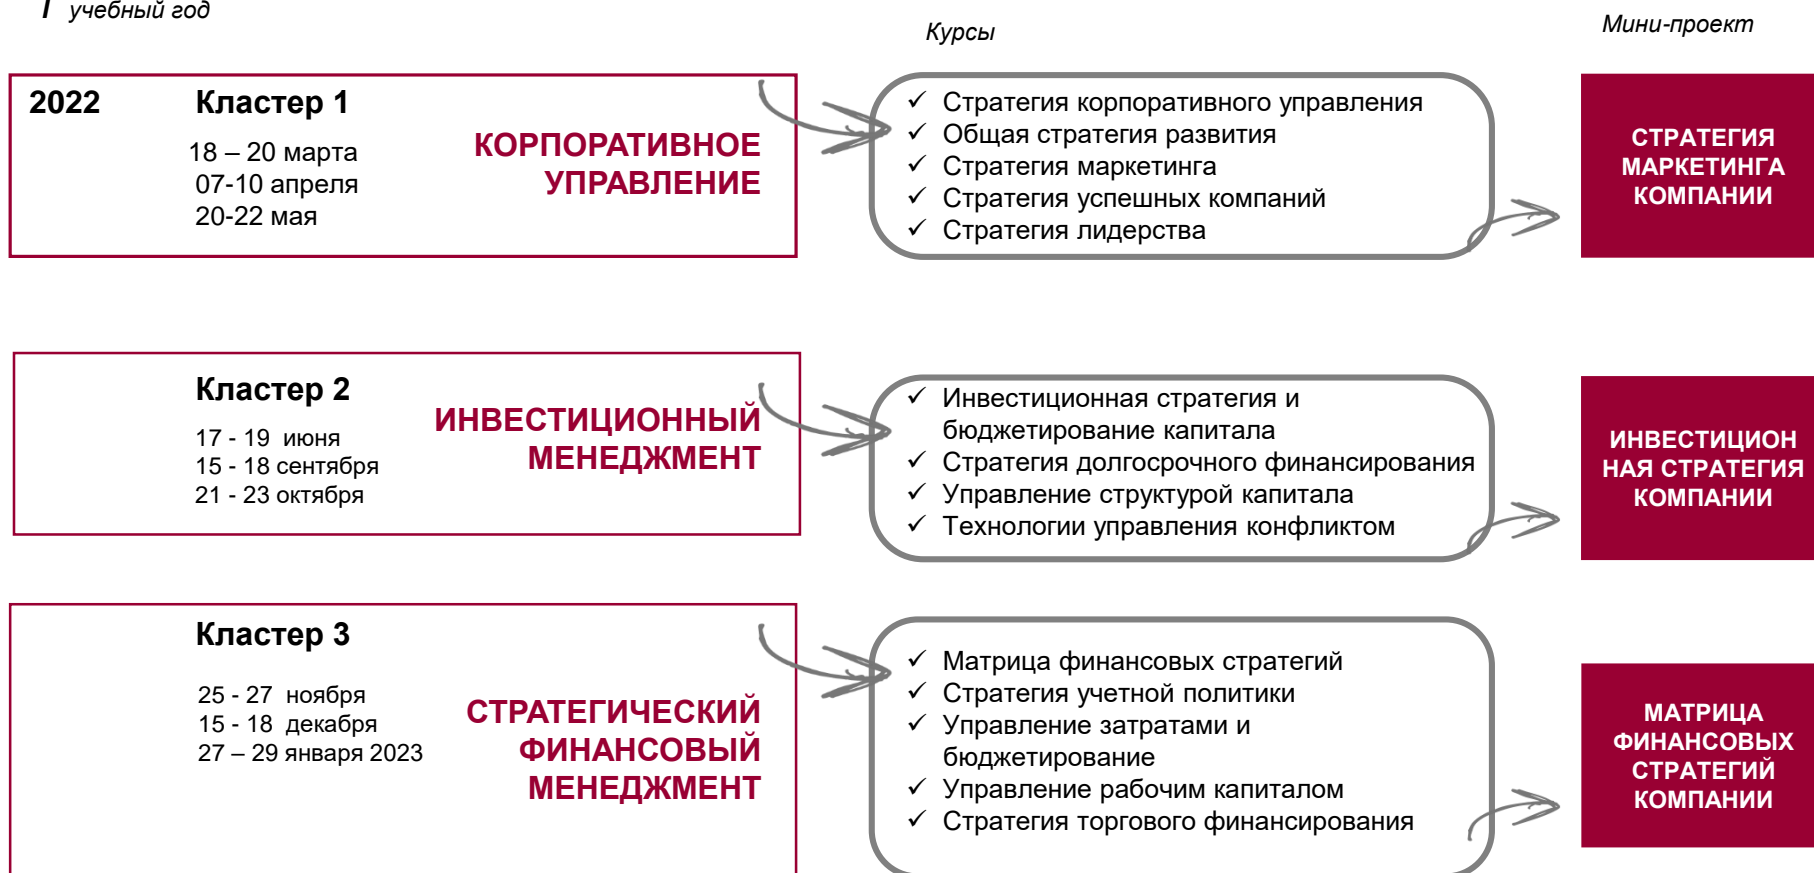 I учебный год
Курсы
Мини-проект
2022
Кластер 1
18 – 20 марта
07-10 апреля
20-22 мая
КОРПОРАТИВНОЕ
УПРАВЛЕНИЕ
✓ Стратегия корпоративного управления
✓ Общая стратегия развития
✓ Стратегия маркетинга
✓ Стратегия успешных компаний
✓ Стратегия лидерства
СТРАТЕГИЯ
МАРКЕТИНГА
КОМПАНИИ
Кластер 2
17 - 19 июня
15 - 18 сентября
21 - 23 октября
ИНВЕСТИЦИОННЫЙ
МЕНЕДЖМЕНТ
✓ Инвестиционная стратегия и
бюджетирование капитала
✓ Стратегия долгосрочного финансирования
✓ Управление структурой капитала
✓ Технологии управления конфликтом
ИНВЕСТИЦИОН
НАЯ СТРАТЕГИЯ
КОМПАНИИ
Кластер 3
25 - 27 ноября
15 - 18 декабря
27 – 29 января 2023
СТРАТЕГИЧЕСКИЙ
ФИНАНСОВЫЙ
МЕНЕДЖМЕНТ
✓ Матрица финансовых стратегий
✓ Стратегия учетной политики
✓ Управление затратами и
бюджетирование
✓ Управление рабочим капиталом
✓ Стратегия торгового финансирования
МАТРИЦА
ФИНАНСОВЫХ
СТРАТЕГИЙ
КОМПАНИИ